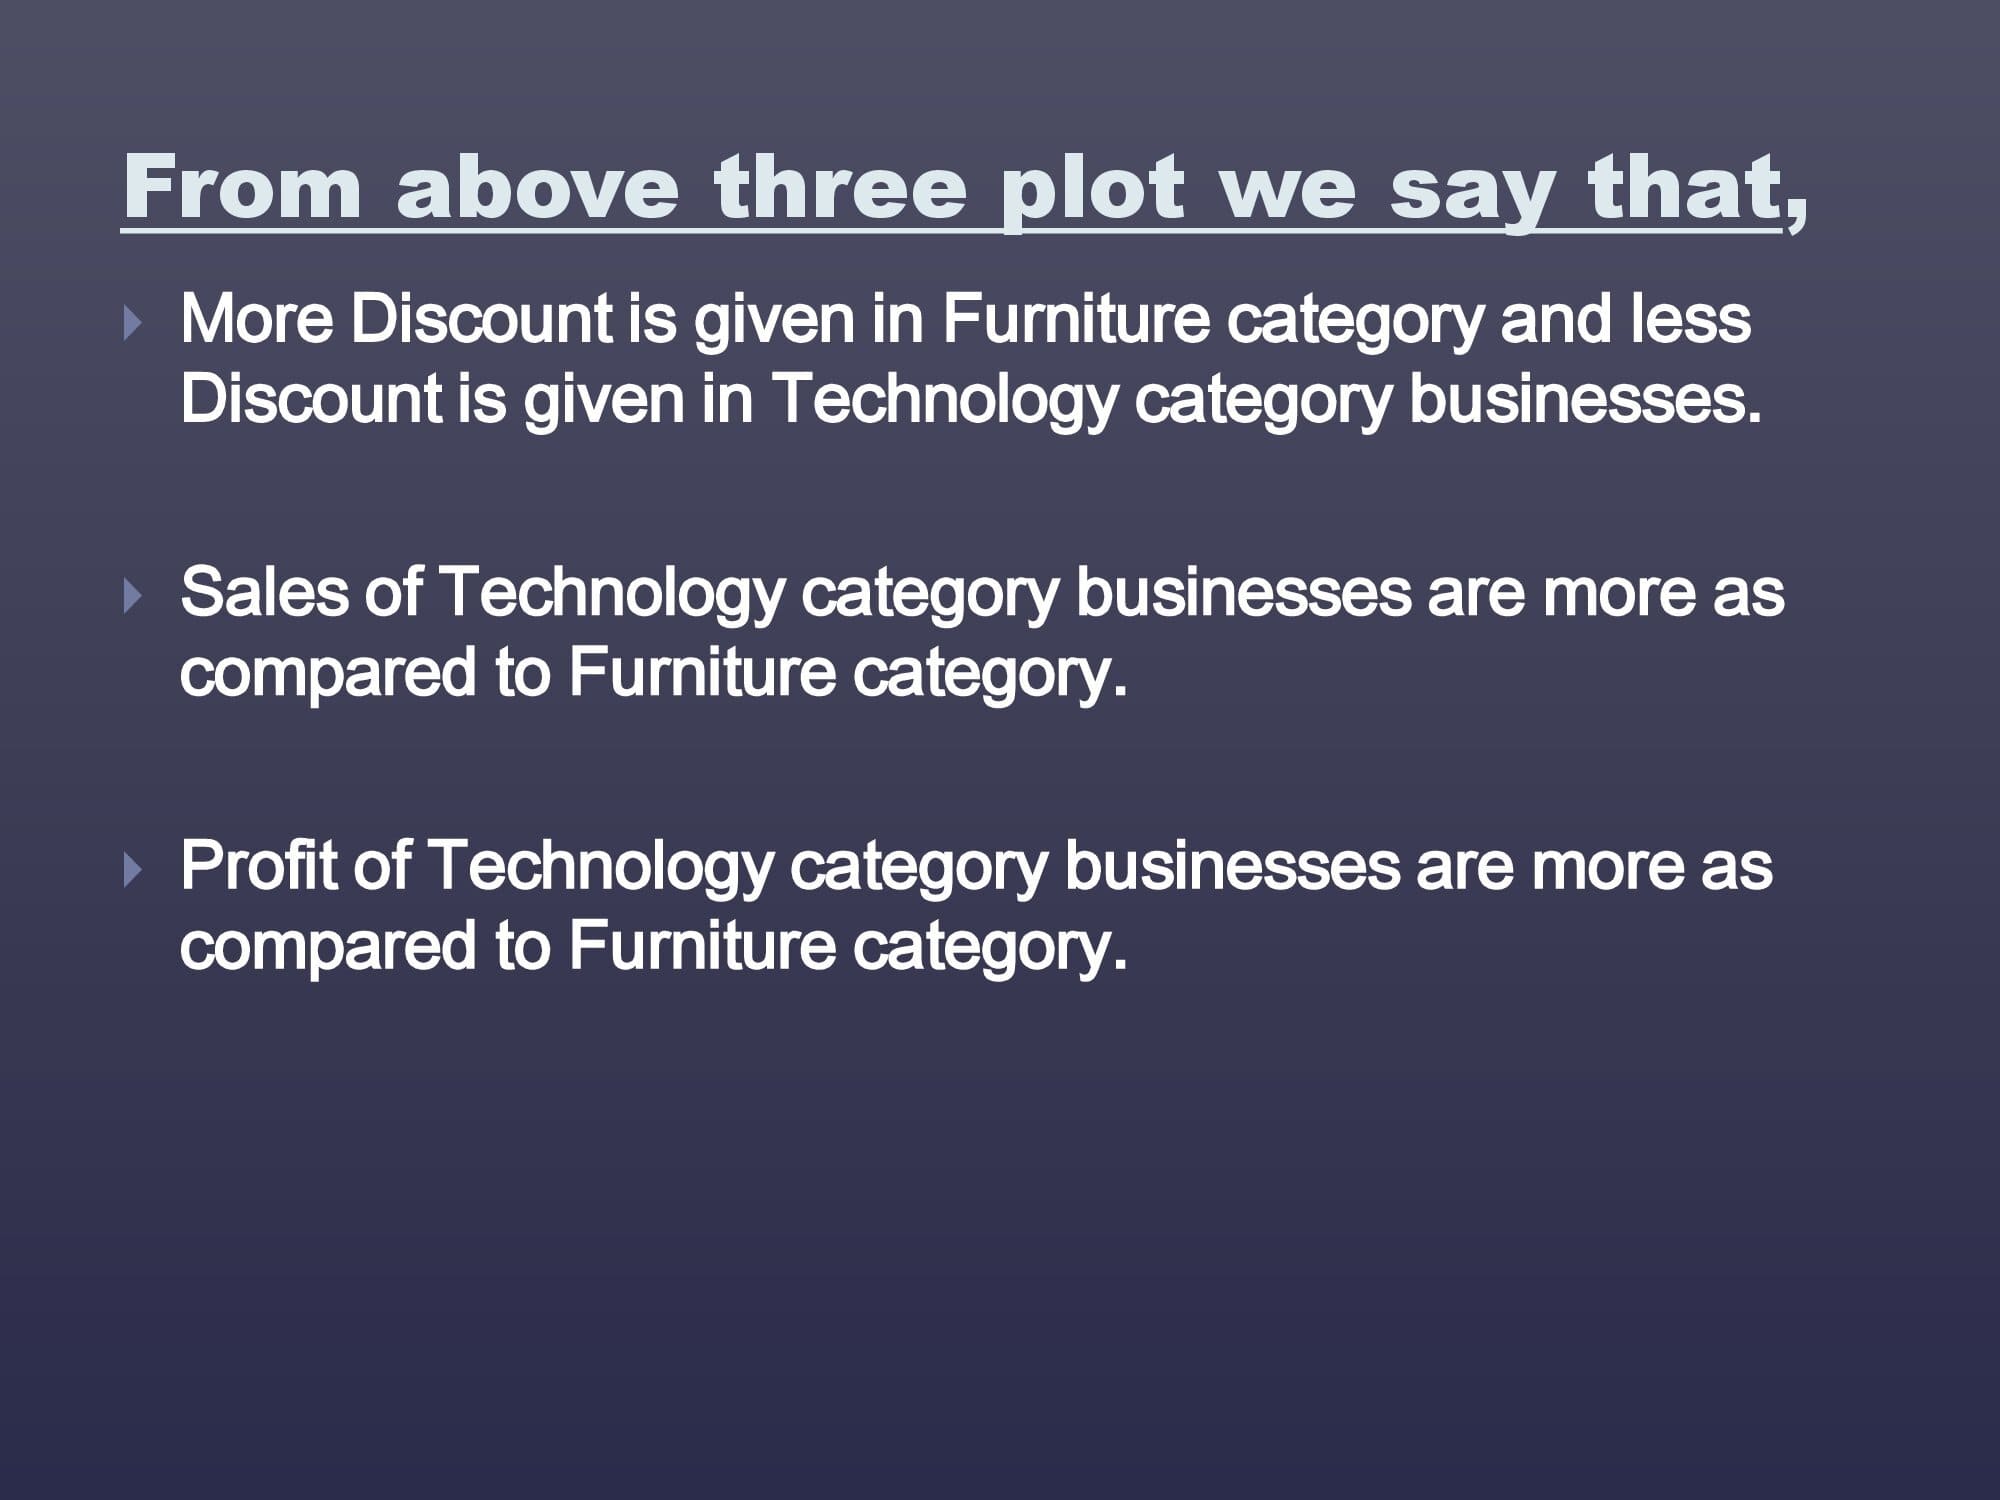 From above three plot we say that,
More Discount is given in Furniture category and less
Discount is given in Technology category businesses.
Sales of Technology category businesses are more as
compared to Furniture category.
Profit of Technology category businesses are more as
compared to Furniture category.